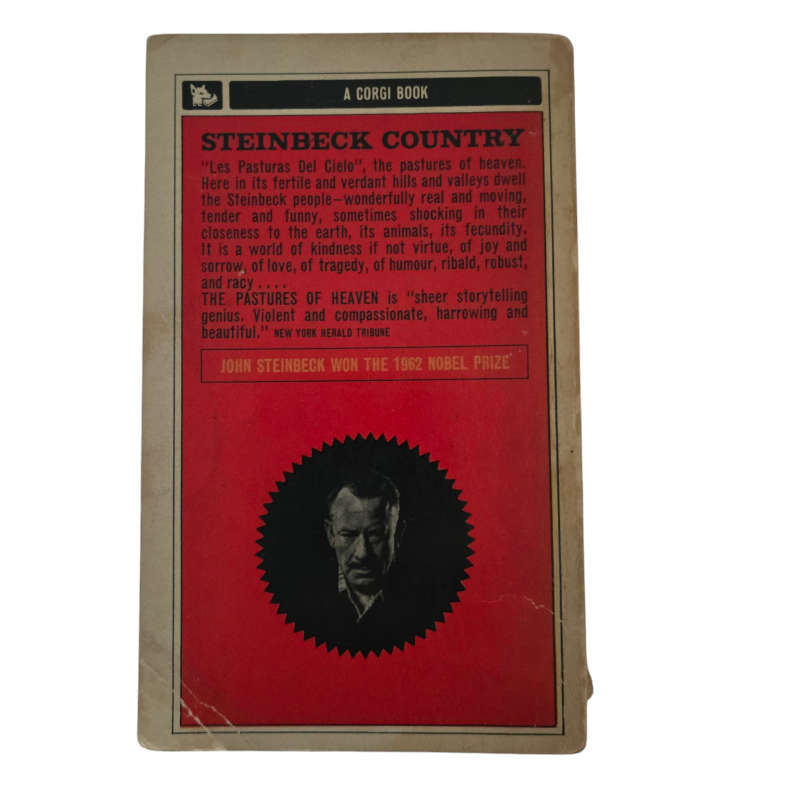 A CORGI BOOK
STEINBECK COUNTRY
"Les Pasturas Del Cielo", the pastures of heaven.
Here in its fertile and verdant hills and valleys dwell
the Steinbeck people—wonderfully real and moving,
tender and funny, sometimes shocking in their
closeness to the earth, its animals, its fecundity.
It is a world of kindness if not virtue, of joy and
sorrow, of love, of tragedy, of humour, ribald, robust,
and racy ....
THE PASTURES OF HEAVEN is "sheer storytelling
genius. Violent and compassionate, harrowing and
beautiful." NEW YORK HERALD TRIBUNE
JOHN STEINBECK WON THE 1962 NOBEL PRIZE